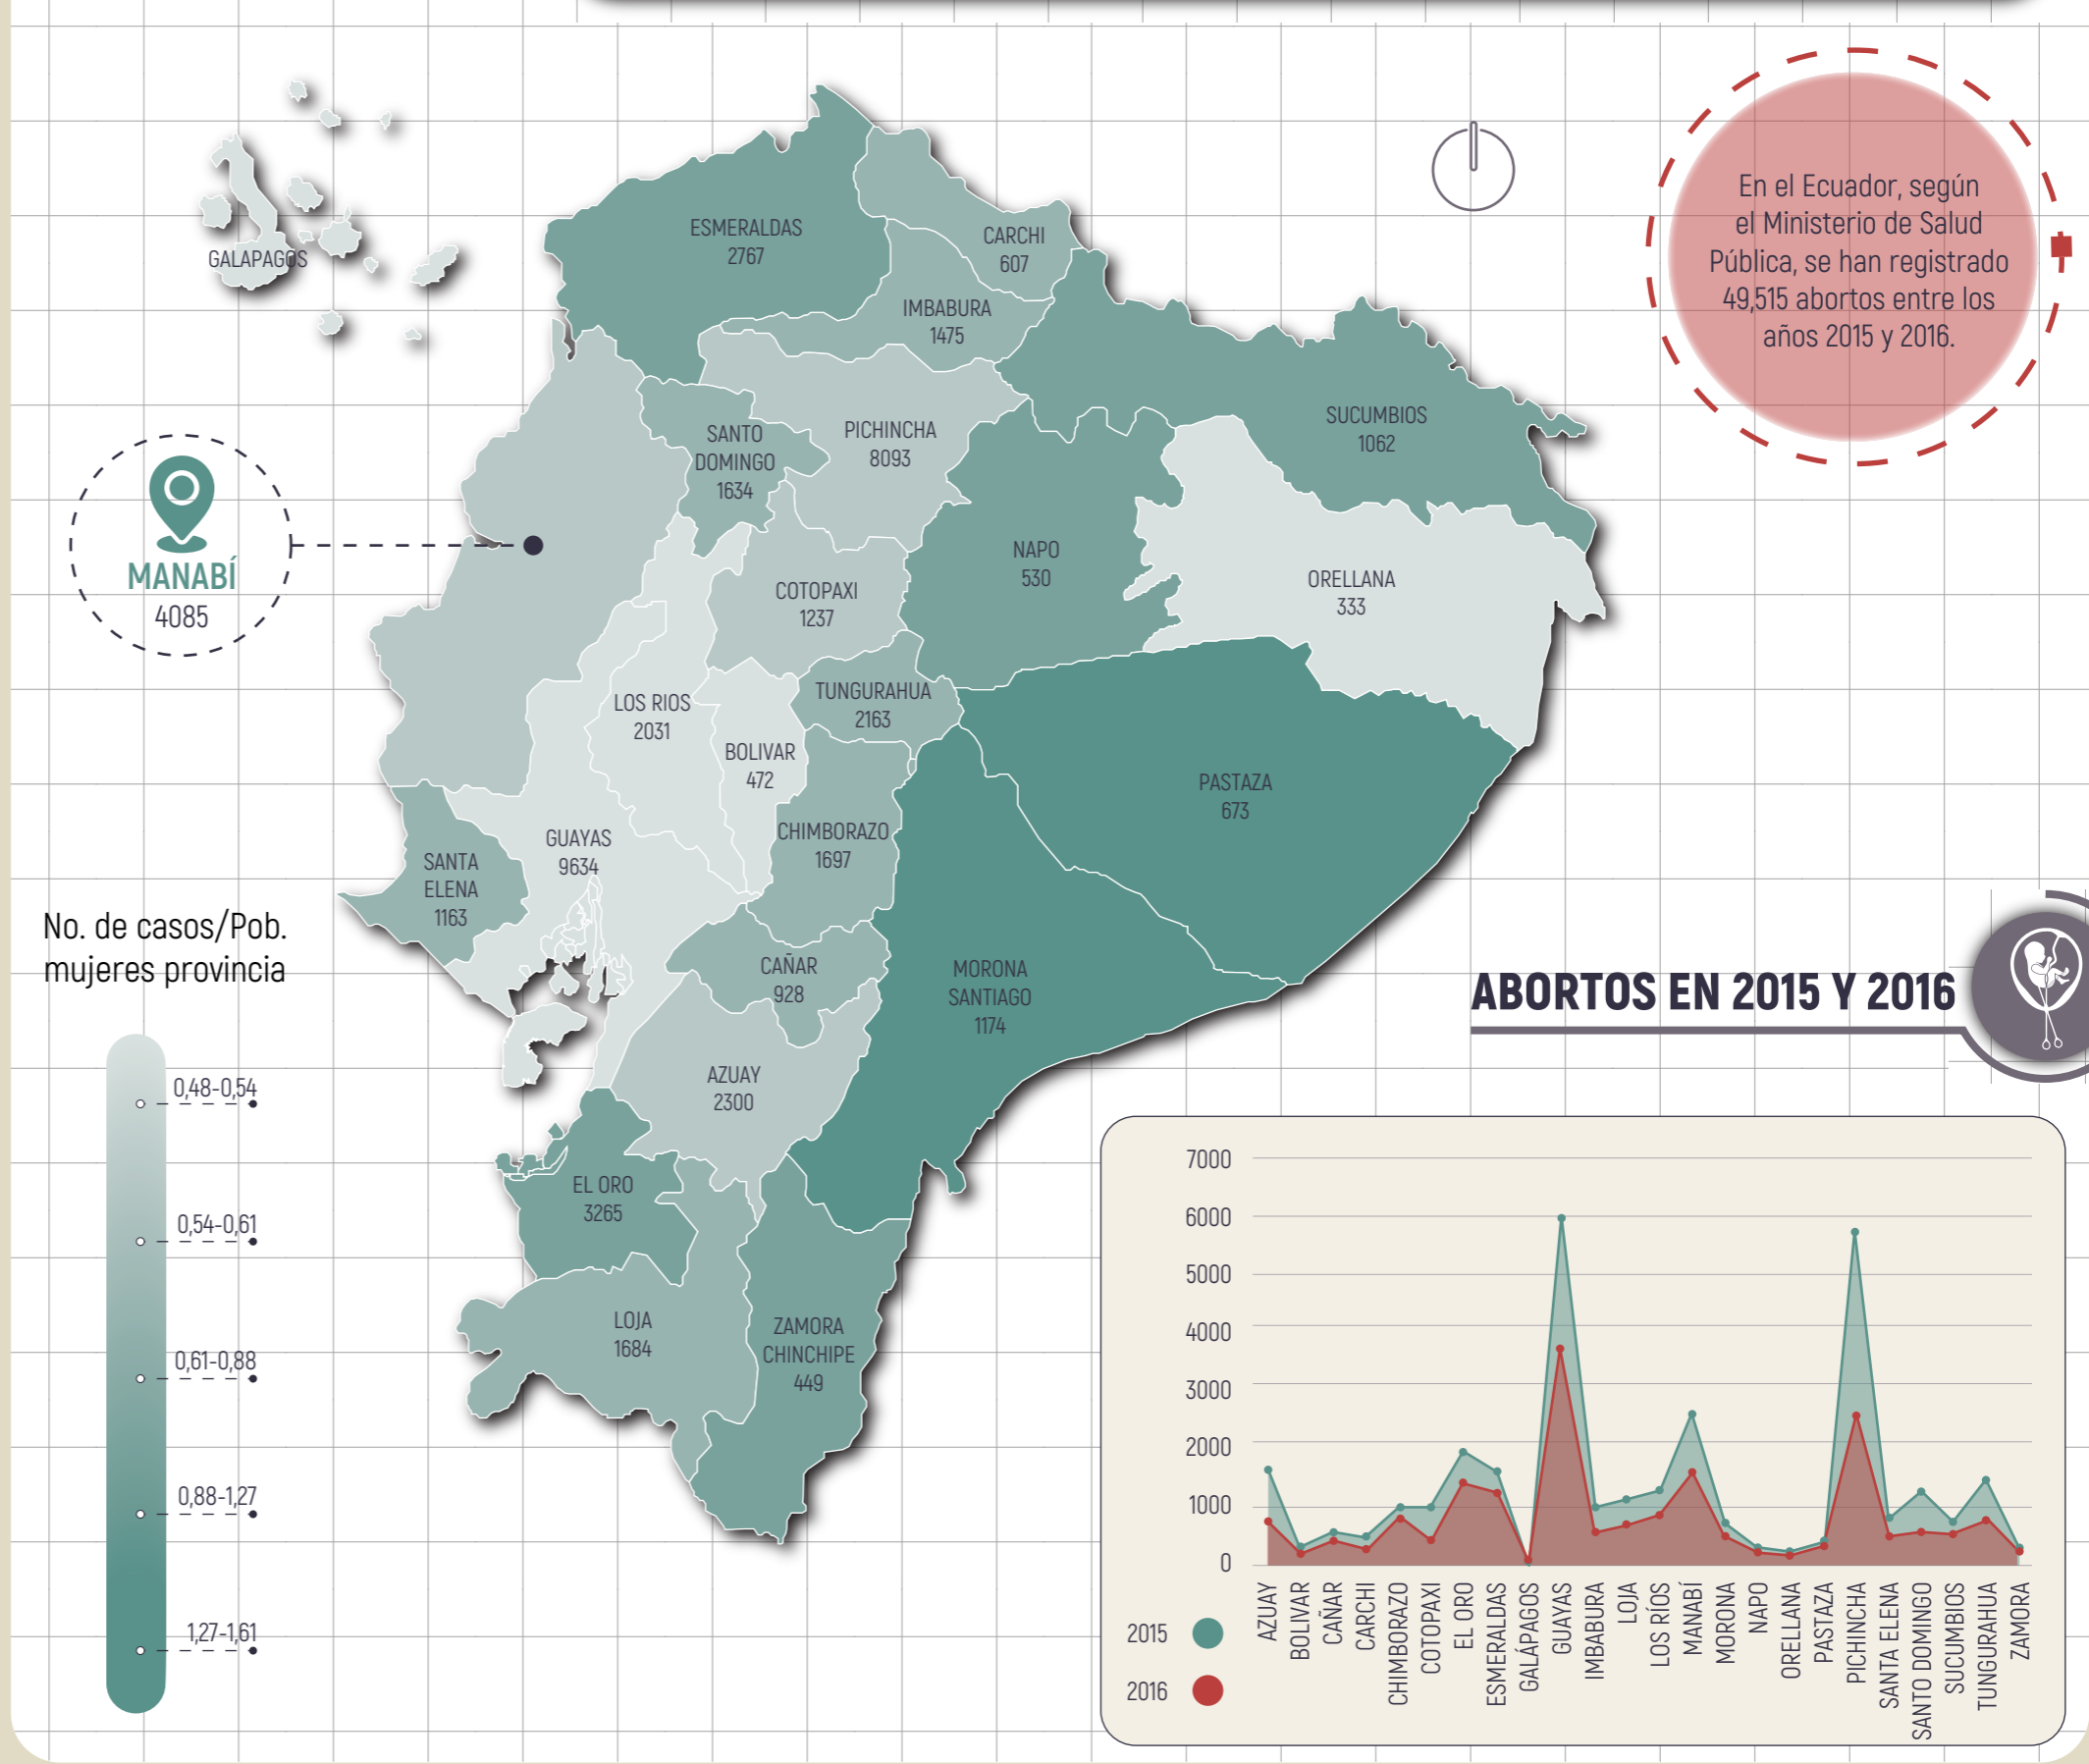 En el Ecuador, según
el Ministerio de Salud
Pública, se han registrado
49,515 abortos entre los
años 2015 y 2016.
GALAPAGOS
ESMERALDAS
2767
CARCHI
607
IMBABURA
1475
SUCUMBIOS
1062
SANTO
DOMINGO
1634
PICHINCHA
8093
MANABÍ
4085
NAPO
530
ORELLANA
333
COTOPAXI
1237
LOS RIOS
2031
TUNGURAHUA
2163
BOLIVAR
472
PASTAZA
673
GUAYAS
9634
CHIMBORAZO
1697
SANTA
ELENA
1163
CAÑAR
928
MORONA
SANTIAGO
1174
AZUAY
2300
EL ORO
3265
LOJA
1684
ZAMORA
CHINCHIPE
449
No. de casos/Pob.
mujeres provincia
0,48-0,54
0,54-0,61
0,61-0,88
0,88-1,27
1,27-1,61
ABORTOS EN 2015 Y 2016
7000
6000
5000
4000
3000
2000
1000
0
AZUAY
BOLIVAR
CAÑAR
CARCHI
CHIMBORAZO
COTOPAXI
EL ORO
ESMERALDAS
GALÁPAGOS
GUAYAS
IMBABURA
LOJA
LOS RÍOS
MANABÍ
MORONA
NAPO
ORELLANA
PASTAZA
PICHINCHA
SANTA ELENA
SANTO DOMINGO
SUCUMBIOS
TUNGURAHUA
ZAMORA
2015
2016